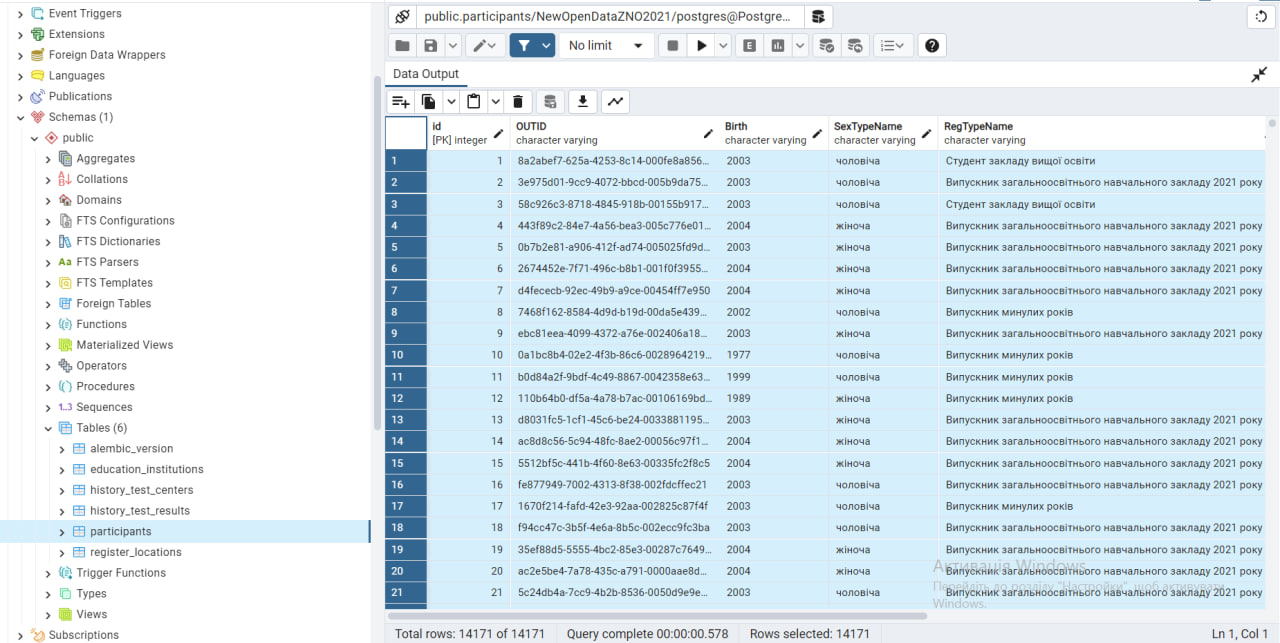 Event Triggers
Extensions
Foreign Data Wrappers
Languages
Publications
Schemas (1)
public
Aggregates
Collations
Domains
FTS Configurations
FTS Dictionaries
Aa FTS Parsers
FTS Templates
Foreign Tables
Functions
Materialized Views
Operators
Procedures
1..3 Sequences
Tables (6)
alembic_version
education_institutions
history_test_centers
history_test_results
participants
register_locations
Trigger Functions
Types
Views
Subscriptions
public.participants/NewOpenDataZNO2021/postgres@Postgre...
No limit
E
Data Output
id OUTID Birth SexTypeName RegTypeName
[PK] integer character varying character varying character varying character varying
1 1 8a2abef7-625a-4253-8c14-000fe8a856... 2003 чоловіча Студент закладу вищої освіти
2 2 3e975d01-9cc9-4072-bbcd-005b9da75... 2003 чоловіча Випускник загальноосвітнього навчального закладу 2021 року
3 3 58c926c3-8718-4845-918b-00155b917... 2003 чоловіча Студент закладу вищої освіти
4 4 443f89c2-84e7-4a56-bea3-005c776e01... 2003 жіноча Випускник загальноосвітнього навчального закладу 2021 року
5 5 0b7b2e81-a906-412f-ad74-005025fd9d... 2003 жіноча Випускник загальноосвітнього навчального закладу 2021 року
6 6 2674452e-7f71-496c-b8b1-001f0f3955... 2004 жіноча Випускник загальноосвітнього навчального закладу 2021 року
7 7 d4fececb-92ec-49b9-a9ce-00454ff7e950 2004 жіноча Випускник загальноосвітнього навчального закладу 2021 року
8 8 7468f162-8584-4d9d-b19d-00da5e439... 2002 чоловіча Випускник минулих років
9 9 ebc81eea-4099-4372-a76e-002406a18... 2003 жіноча Випускник загальноосвітнього навчального закладу 2021 року
10 10 0a1bc8b4-02e2-4f3b-86c6-0028964219... 1977 чоловіча Випускник минулих років
11 11 b0d84a2f-9bdf-4c49-8867-0042358e63... 1999 чоловіча Випускник минулих років
12 12 110b64b0-df5a-4a78-b7ac-00106169bd... 1989 жіноча Випускник минулих років
13 13 d8031fc5-1cf1-45c6-be24-0033881195... 2003 чоловіча Випускник загальноосвітнього навчального закладу 2021 року
14 14 ac8d8c56-5c94-48fc-8ae2-00056c97f1... 2004 жіноча Випускник загальноосвітнього навчального закладу 2021 року
15 15 5512bf5c-441b-4f60-8e63-00335fc2f8c5 2004 жіноча Випускник загальноосвітнього навчального закладу 2021 року
16 16 fe877949-7002-4313-8f38-002fdcffec21 2003 чоловіча Випускник загальноосвітнього навчального закладу 2021 року
17 17 1670f214-fafd-42e3-92aa-002825c87f4f 2003 жіноча Випускник минулих років
18 18 f94cc47c-3b5f-4e6a-8b5c-002ecc9fc3ba 2003 чоловіча Випускник загальноосвітнього навчального закладу 2021 року
19 19 35ef88d5-5555-4bc2-85e3-00287c7649... 2004 жіноча Випускник загальноосвітнього навчального закладу 2021 року
20 20 ac2e5be4-7a78-435c-a791-0000aae8d... 2004 жіноча Випускник загальноосвітнього навчального закладу 2021 року
21 21 5c24db4a-7cc9-4b2b-8536-0050d9e9e... 2003 чоловіча Випускник загальноосвітнього навчального закладу 2021 року
Активація Windows
Перейдіть до розділу "Настройки", щоб активувати
Windows.
Total rows: 14171 of 14171 Query complete 00:00:00.578 Rows selected: 14171 Ln 1, Col 1